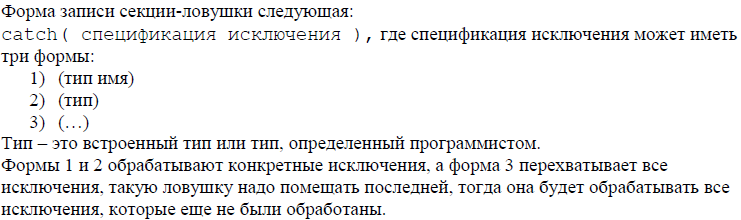 Форма записи секции-ловушки следующая:
catch( спецификация исключения ), где спецификация исключения может иметь
три формы:
1) (тип имя)
2) (тип)
3) (…)
Тип – это встроенный тип или тип, определенный программистом.
Формы 1 и 2 обрабатывают конкретные исключения, а форма 3 перехватывает все
исключения, такую ловушку надо помещать последней, тогда она будет обрабатывать все
исключения, которые еще не были обработаны.